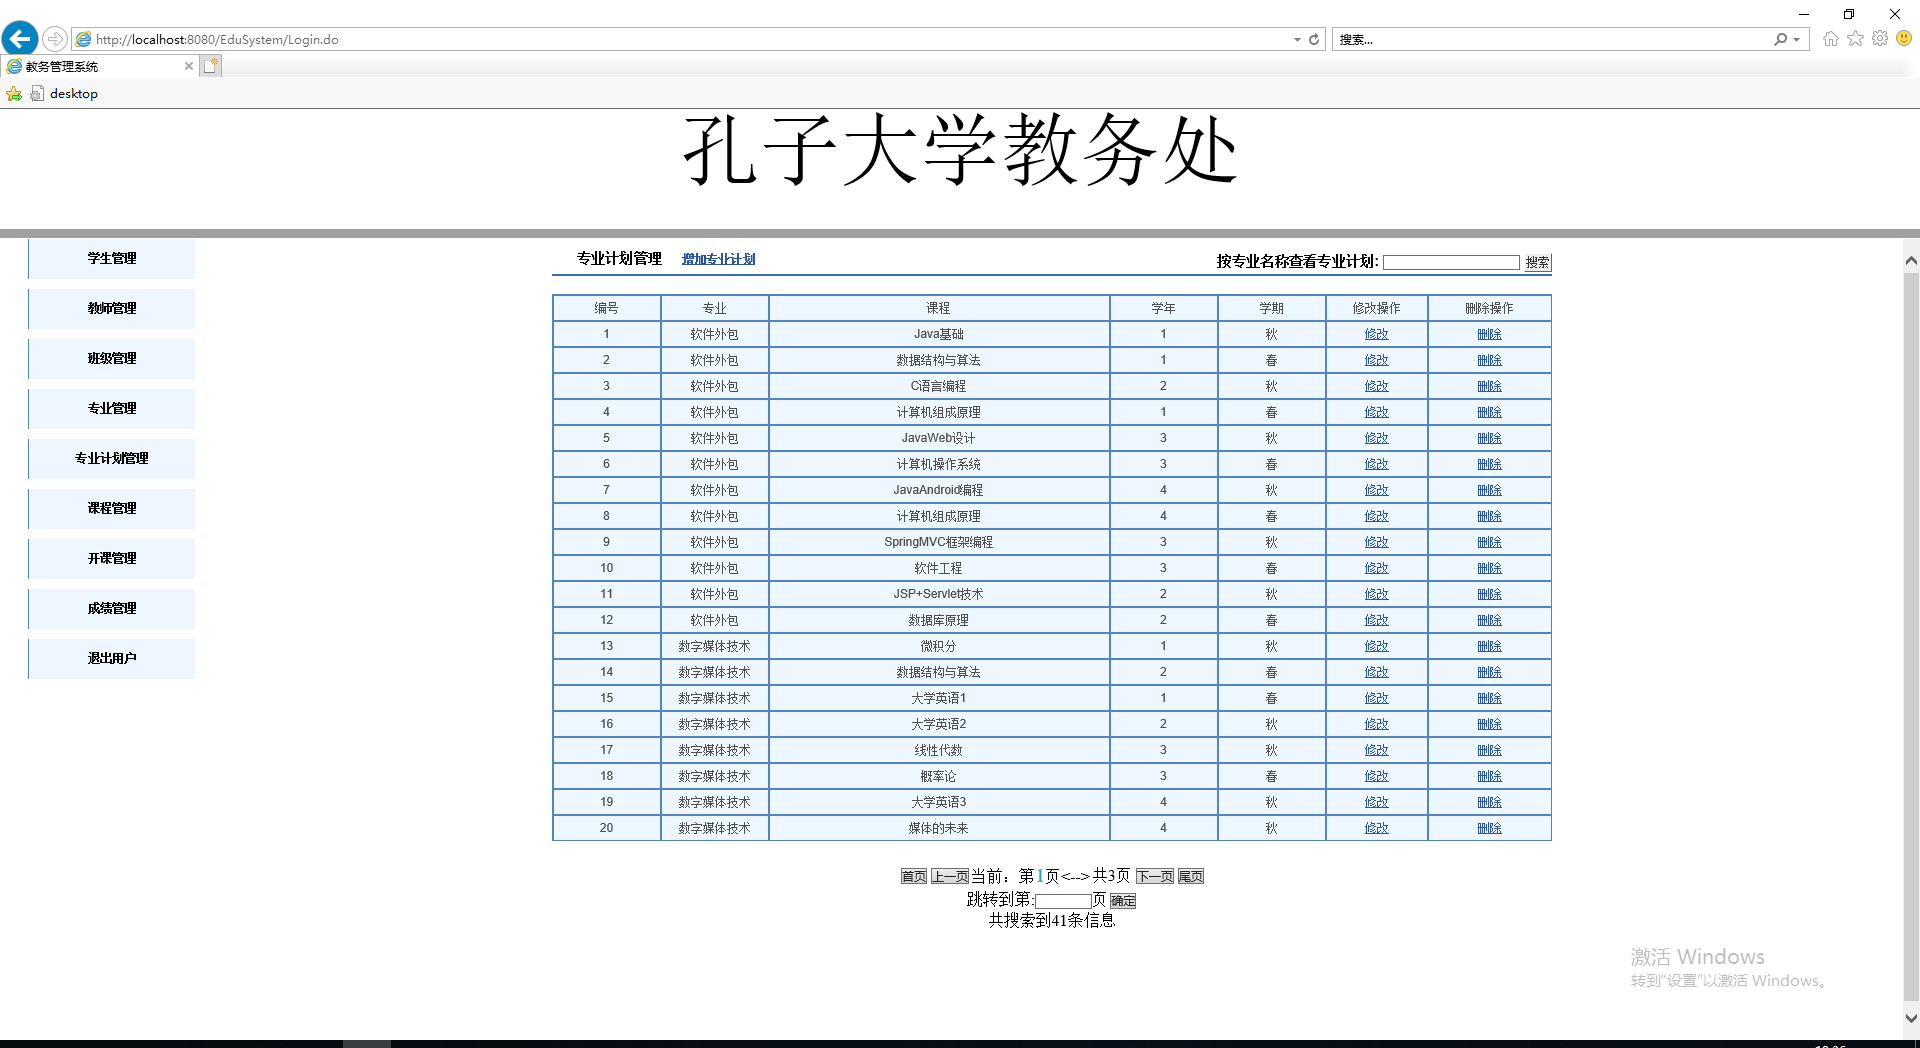 http://localhost:8080/EduSystem/Login.do
搜索...
教务管理系统
desktop
孔子大学教务处
学生管理
教师管理
班级管理
专业管理
专业计划管理
课程管理
开课管理
成绩管理
退出用户
专业计划管理 增加专业计划 按专业名称查看专业计划: 搜索
编号 专业 课程 学年 学期 修改操作 删除操作
1 软件外包 Java基础 1 秋 修改 删除
2 软件外包 数据结构与算法 1 春 修改 删除
3 软件外包 C语言编程 2 秋 修改 删除
4 软件外包 计算机组成原理 1 春 修改 删除
5 软件外包 JavaWeb设计 3 秋 修改 删除
6 软件外包 计算机操作系统 3 春 修改 删除
7 软件外包 JavaAndroid编程 4 秋 修改 删除
8 软件外包 计算机组成原理 4 春 修改 删除
9 软件外包 SpringMVC框架编程 3 秋 修改 删除
10 软件外包 软件工程 3 春 修改 删除
11 软件外包 JSP+Servlet技术 2 秋 修改 删除
12 软件外包 数据库原理 2 春 修改 删除
13 数字媒体技术 微积分 1 秋 修改 删除
14 数字媒体技术 数据结构与算法 2 春 修改 删除
15 数字媒体技术 大学英语1 1 春 修改 删除
16 数字媒体技术 大学英语2 2 秋 修改 删除
17 数字媒体技术 线性代数 3 秋 修改 删除
18 数字媒体技术 概率论 3 春 修改 删除
19 数字媒体技术 大学英语3 4 秋 修改 删除
20 数字媒体技术 媒体的未来 4 秋 修改 删除
首页 上一页 当前：第1页<-->共3页 下一页 尾页
跳转到第: 页 确定
共搜索到41条信息
激活 Windows
转到"设置"以激活 Windows。